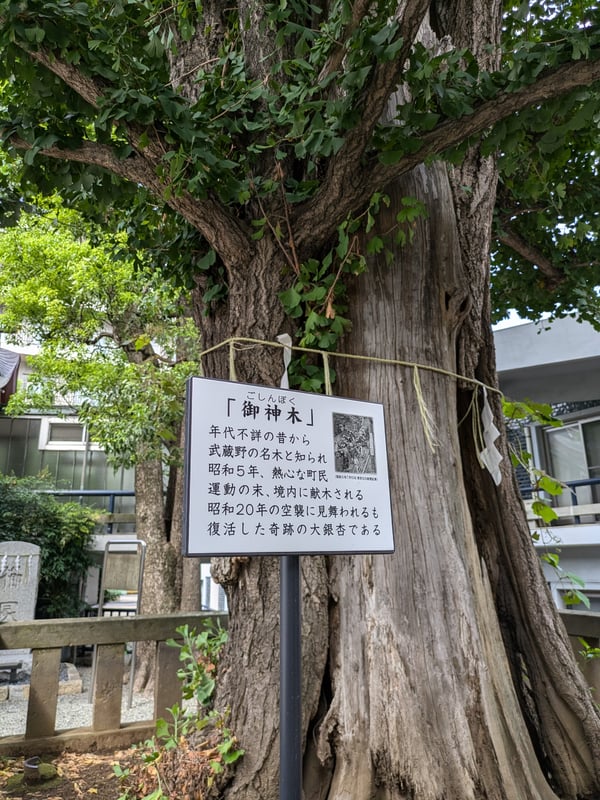 ごしんぼく
「御神木」
年代不詳の昔から
武蔵野の名木と知られ
昭和5年、熱心な町民
運動の末、境内に献木される
昭和20年の空襲に見舞われるも
復活した奇跡の大銀杏である